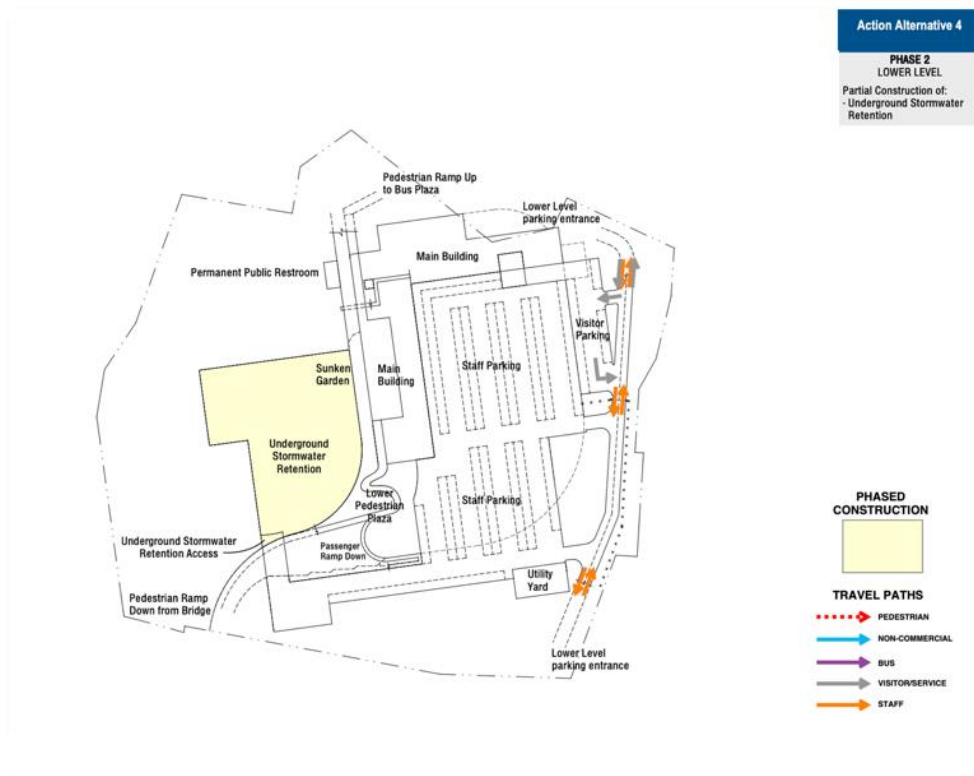 Action Alternative 4
PHASE 2
LOWER LEVEL
Partial Construction of:
- Underground Stormwater
Retention
Pedestrian Ramp Up
to Bus Plaza
Lower Level
parking entrance
Main Building
Permanent Public Restroom
Visitor
Parking
Sunken
Garden
Main
Building
Staff Parking
Underground
Stormwater
Retention
Lower
Pedestrian
Plaza
Staff Parking
Underground Stormwater
Retention Access
Passenger
Ramp Down
Utility
Yard
Pedestrian Ramp
Down from Bridge
Lower Level
parking entrance
PHASED
CONSTRUCTION
TRAVEL PATHS
PEDESTRIAN
NON-COMMERCIAL
BUS
VISITOR/SERVICE
STAFF